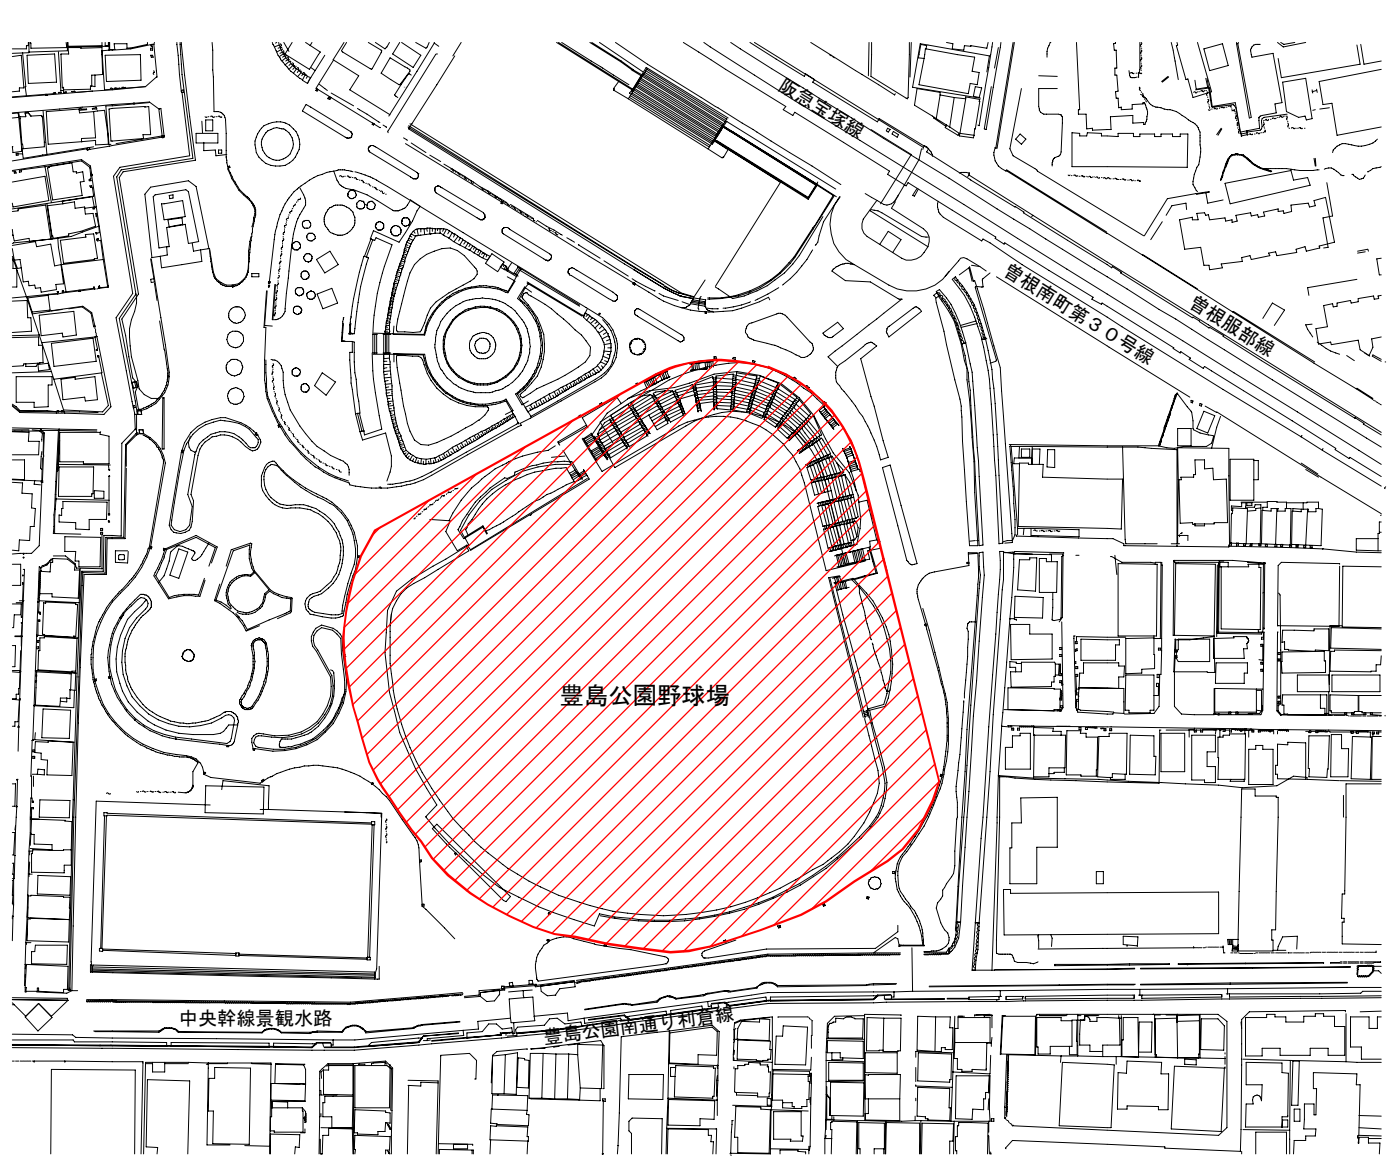 阪急宝塚線
曽根南町第３０号線
曽根服部線
豊島公園野球場
中央幹線景観水路
豊島公園南通り利倉線